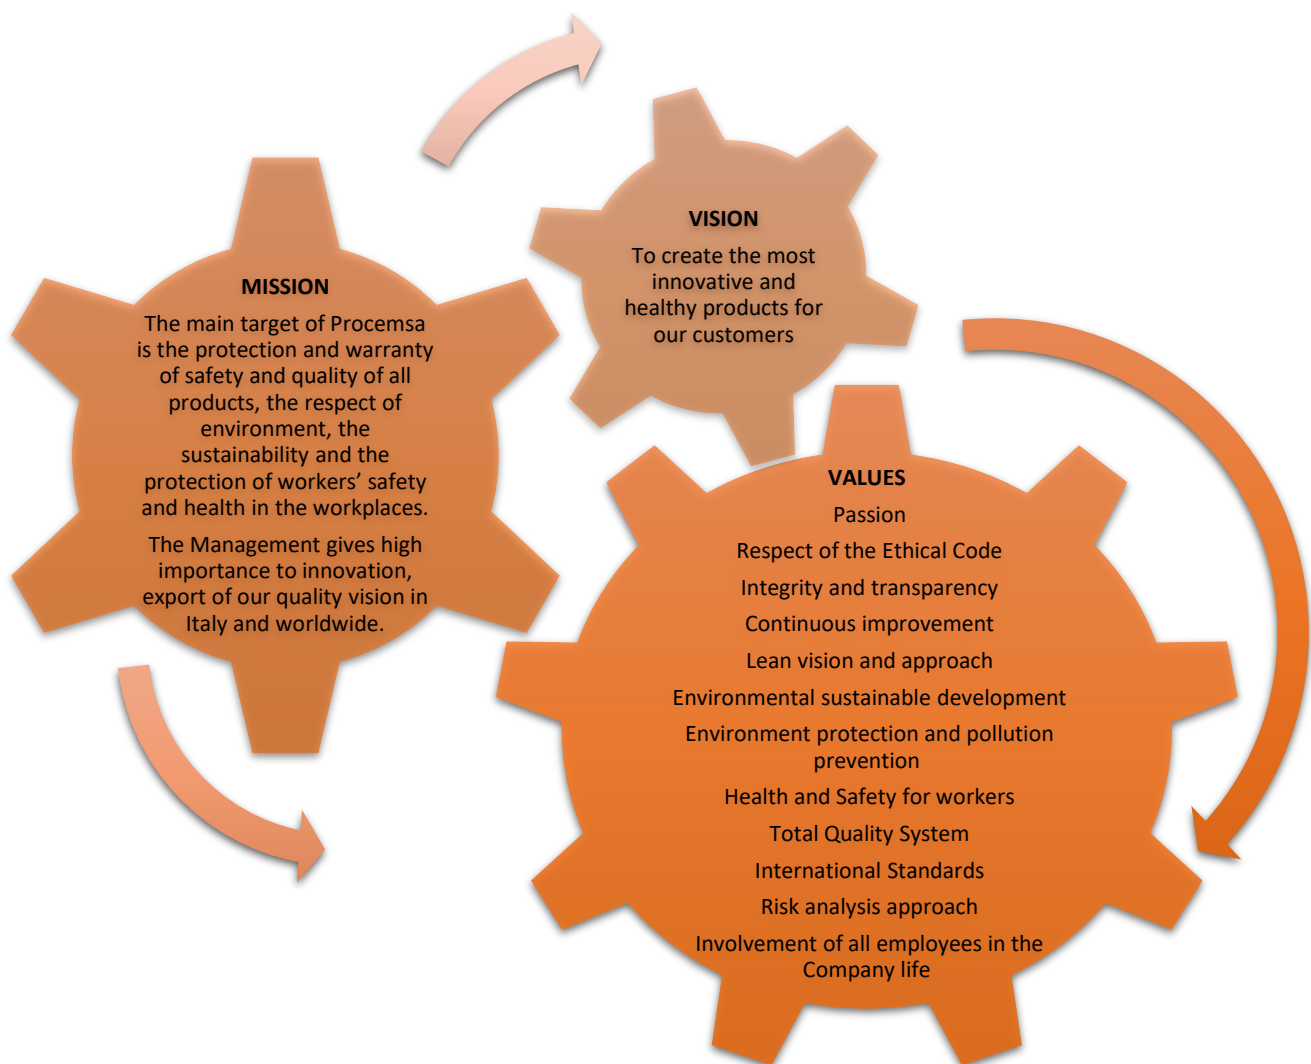 VISION
To create the most
innovative and
healthy products for
our customers
MISSION
The main target of Procemsa
is the protection and warranty
of safety and quality of all
products, the respect of
environment, the
sustainability and the
protection of workers’ safety
and health in the workplaces.
The Management gives high
importance to innovation,
export of our quality vision in
Italy and worldwide.
VALUES
Passion
Respect of the Ethical Code
Integrity and transparency
Continuous improvement
Lean vision and approach
Environmental sustainable development
Environment protection and pollution
prevention
Health and Safety for workers
Total Quality System
International Standards
Risk analysis approach
Involvement of all employees in the
Company life